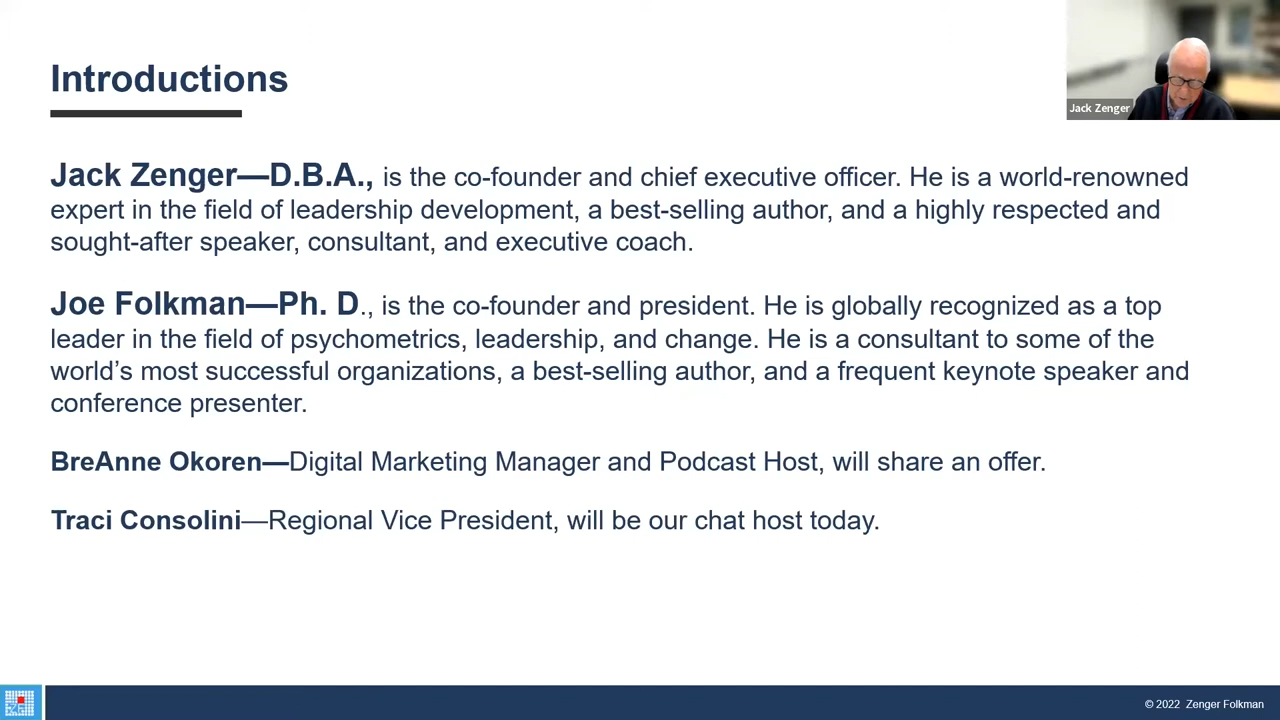 Introductions
Jack Zenger
Jack Zenger—D.B.A., is the co-founder and chief executive officer. He is a world-renowned
expert in the field of leadership development, a best-selling author, and a highly respected and
sought-after speaker, consultant, and executive coach.
Joe Folkman—Ph. D., is the co-founder and president. He is globally recognized as a top
leader in the field of psychometrics, leadership, and change. He is a consultant to some of the
world’s most successful organizations, a best-selling author, and a frequent keynote speaker and
conference presenter.
BreAnne Okoren—Digital Marketing Manager and Podcast Host, will share an offer.
Traci Consolini—Regional Vice President, will be our chat host today.
© 2022 Zenger Folkman